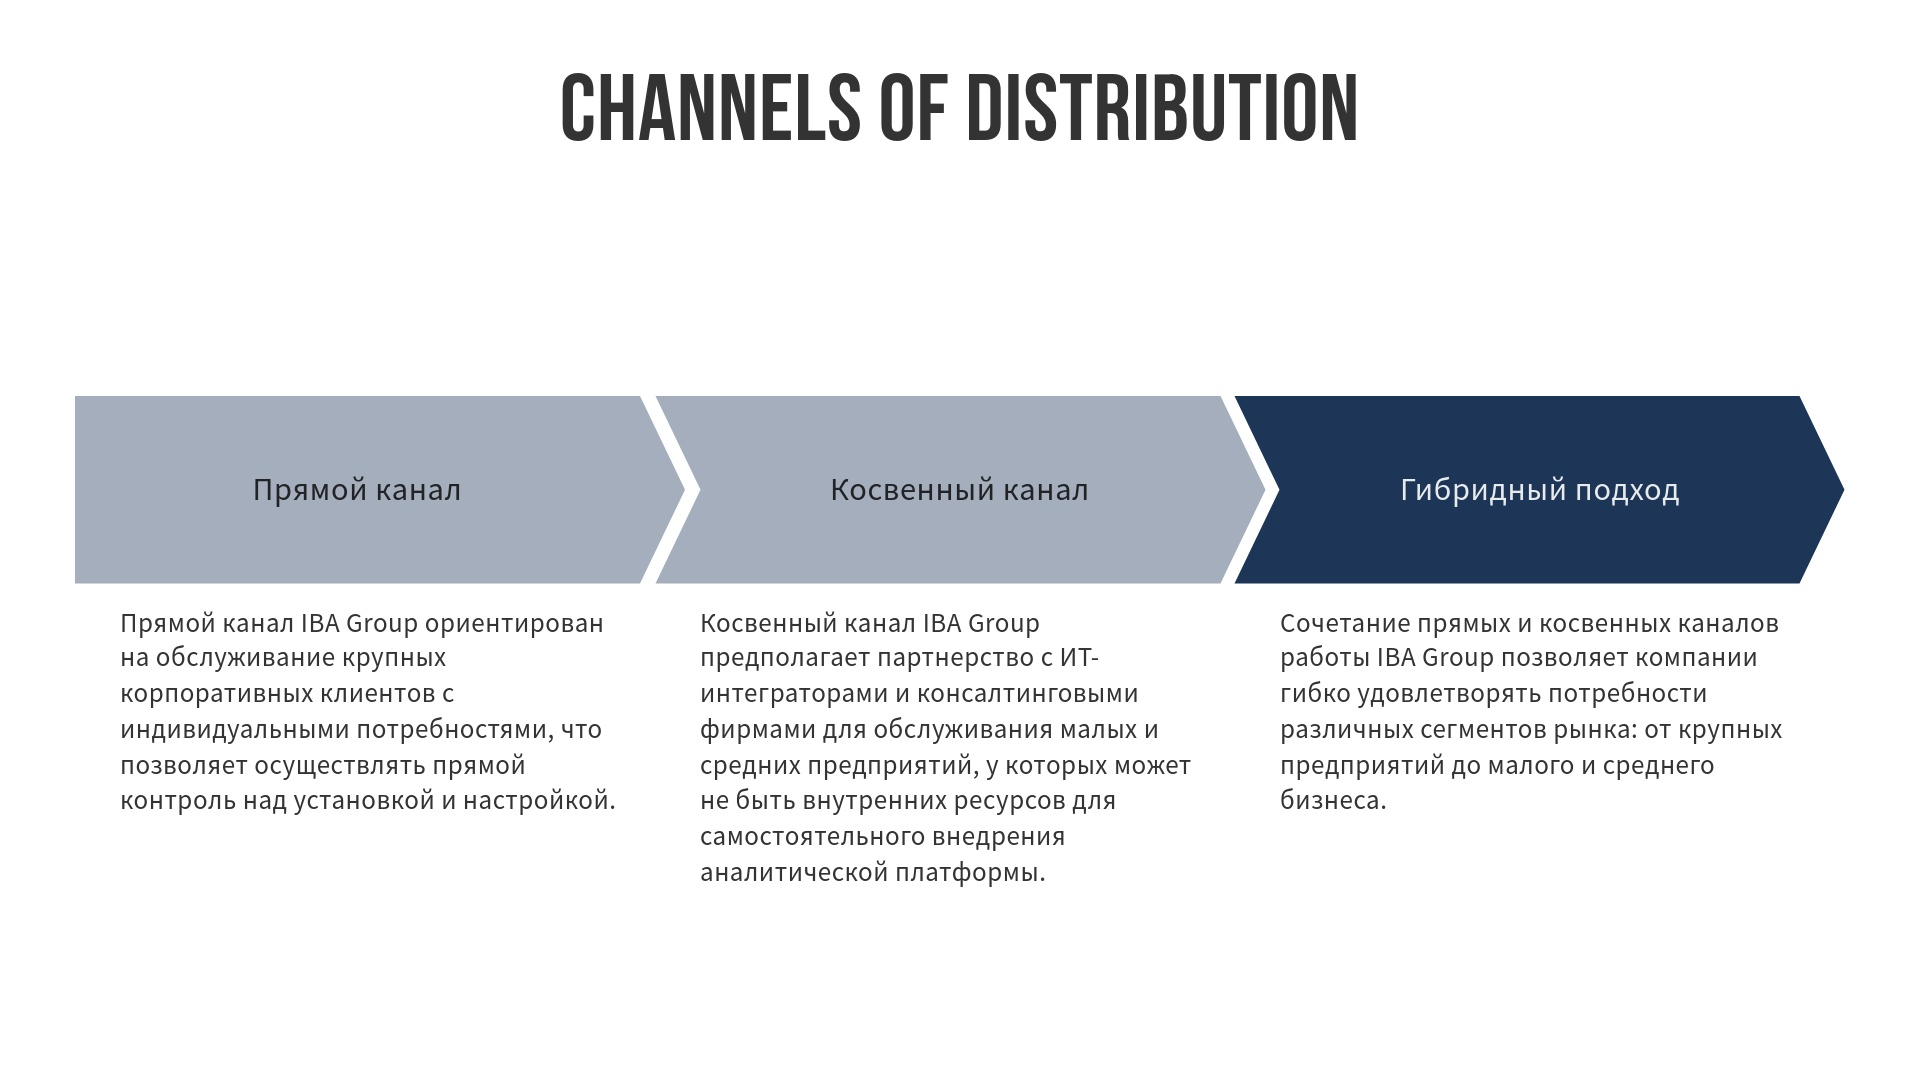 CHANNELS OF DISTRIBUTION
Прямой канал
Косвенный канал
Гибридный подход
Прямой канал IBA Group ориентирован
на обслуживание крупных
корпоративных клиентов с
индивидуальными потребностями, что
позволяет осуществлять прямой
контроль над установкой и настройкой.
Косвенный канал IBA Group
предполагает партнерство с ИТ-
интеграторами и консалтинговыми
фирмами для обслуживания малых и
средних предприятий, у которых может
не быть внутренних ресурсов для
самостоятельного внедрения
аналитической платформы.
Сочетание прямых и косвенных каналов
работы IBA Group позволяет компании
гибко удовлетворять потребности
различных сегментов рынка: от крупных
предприятий до малого и среднего
бизнеса.